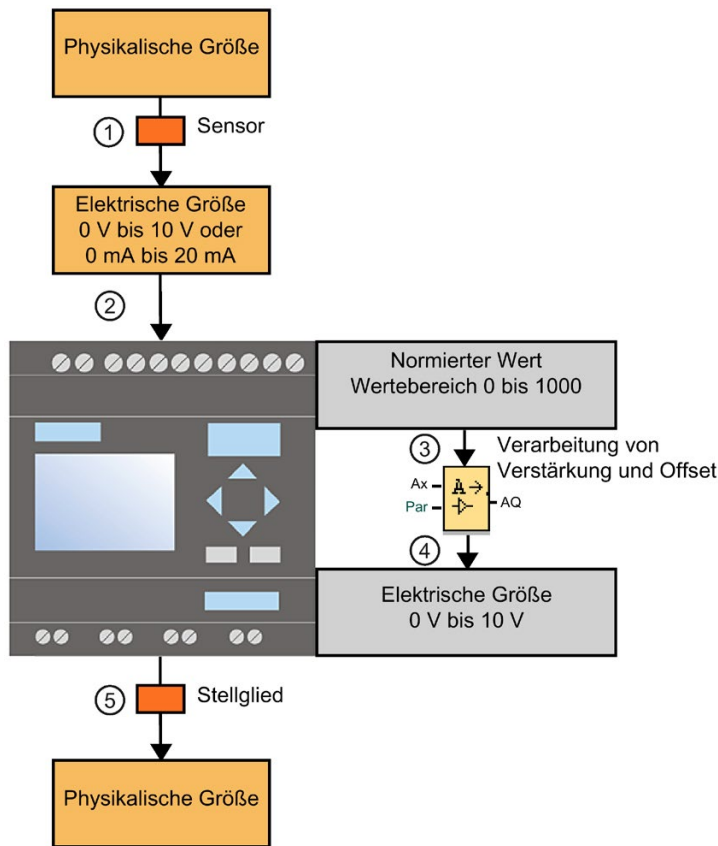 Physikalische Größe
1
Sensor
Elektrische Größe
0 V bis 10 V oder
0 mA bis 20 mA
2
Normierter Wert
Wertebereich 0 bis 1000
3
Verarbeitung von
Verstärkung und Offset
Ax
A
Par
AQ
4
Elektrische Größe
0 V bis 10 V
5
Stellglied
Physikalische Größe